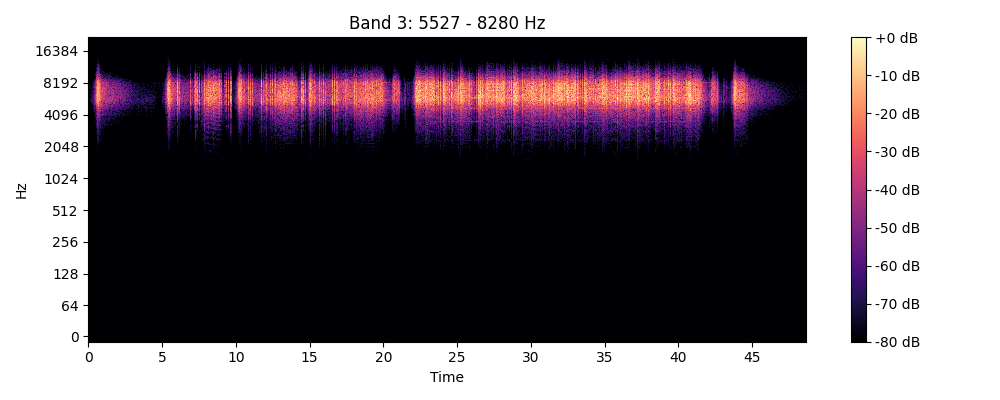 Band 3: 5527 - 8280 Hz
16384
8192
4096
2048
1024
512
256
128
64
0
Hz
0 5 10 15 20 25 30 35 40 45
Time
+0 dB
-10 dB
-20 dB
-30 dB
-40 dB
-50 dB
-60 dB
-70 dB
-80 dB